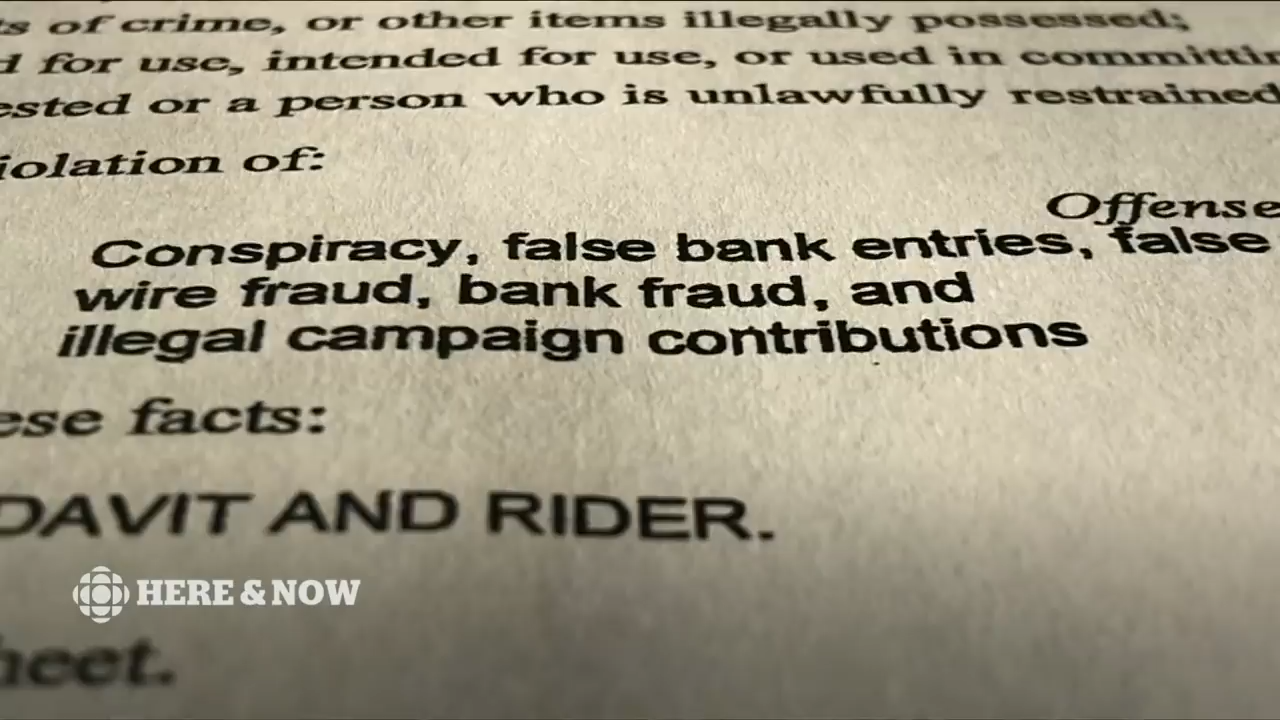 ts of crime, or other items illegally possessed;
d for use, intended for use, or used in committin
ested or a person who is unlawfully restrained
iolation of:
Offense
Conspiracy, false bank entries, false
wire fraud, bank fraud, and
illegal campaign contributions
ese facts:
DAVIT AND RIDER.
HERE & NOW
heet.